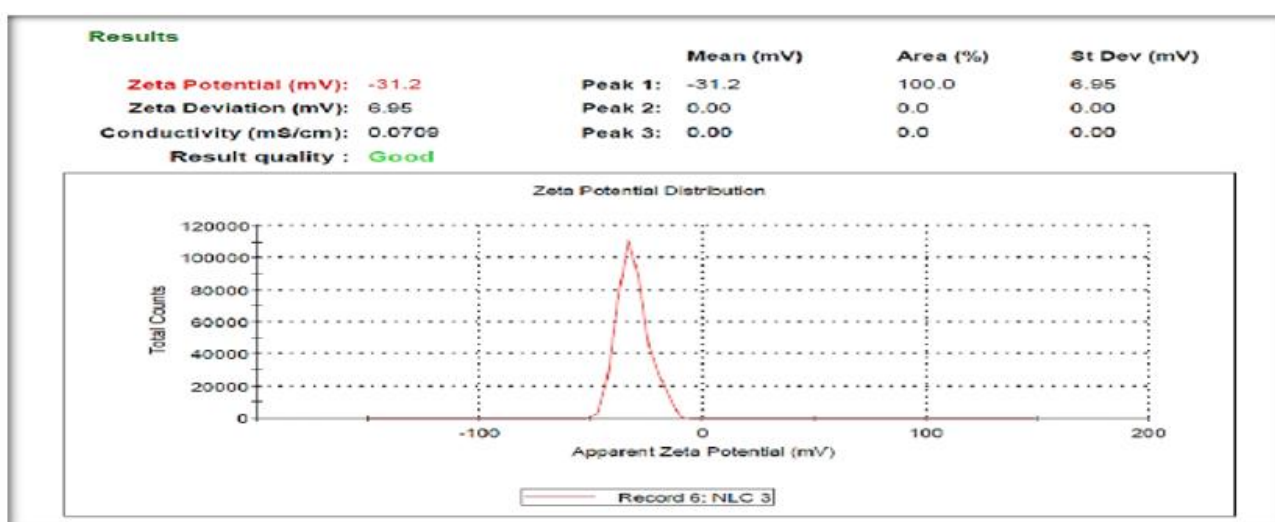 Results
Mean (mV) Area (%) St Dev (mV)
Zeta Potential (mV): -31.2 Peak 1: -31.2 100.0 6.95
Zeta Deviation (mV): 6.95 Peak 2: 0.00 0.0 0.00
Conductivity (mS/cm): 0.0709 Peak 3: 0.00 0.0 0.00
Result quality : Good
Zeta Potential Distribution
120000
100000
80000
60000
40000
20000
0
Total Counts
-100 0 100 200
Apparent Zeta Potential (mV)
Record 6: NLC 3